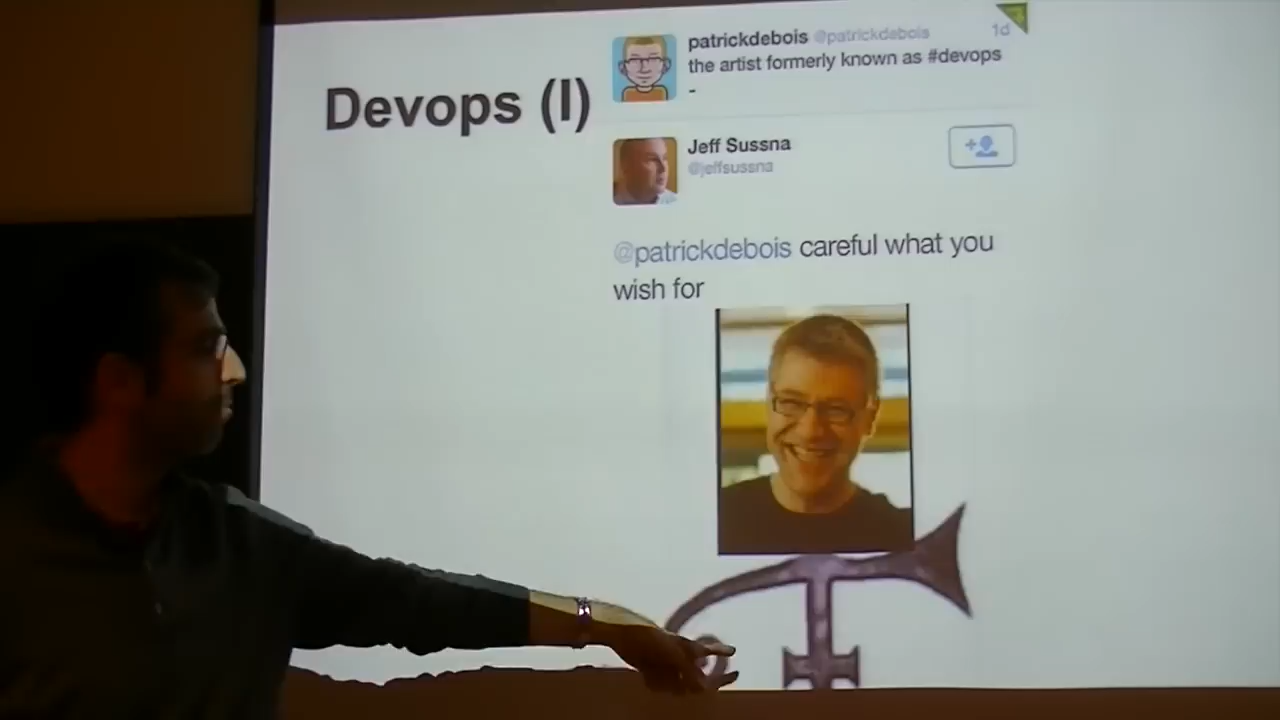 Devops (I)
patrickdebois @patrickdebois 1d
the artist formerly known as #devops
-
Jeff Sussna
@jeffsussna
@patrickdebois careful what you
wish for